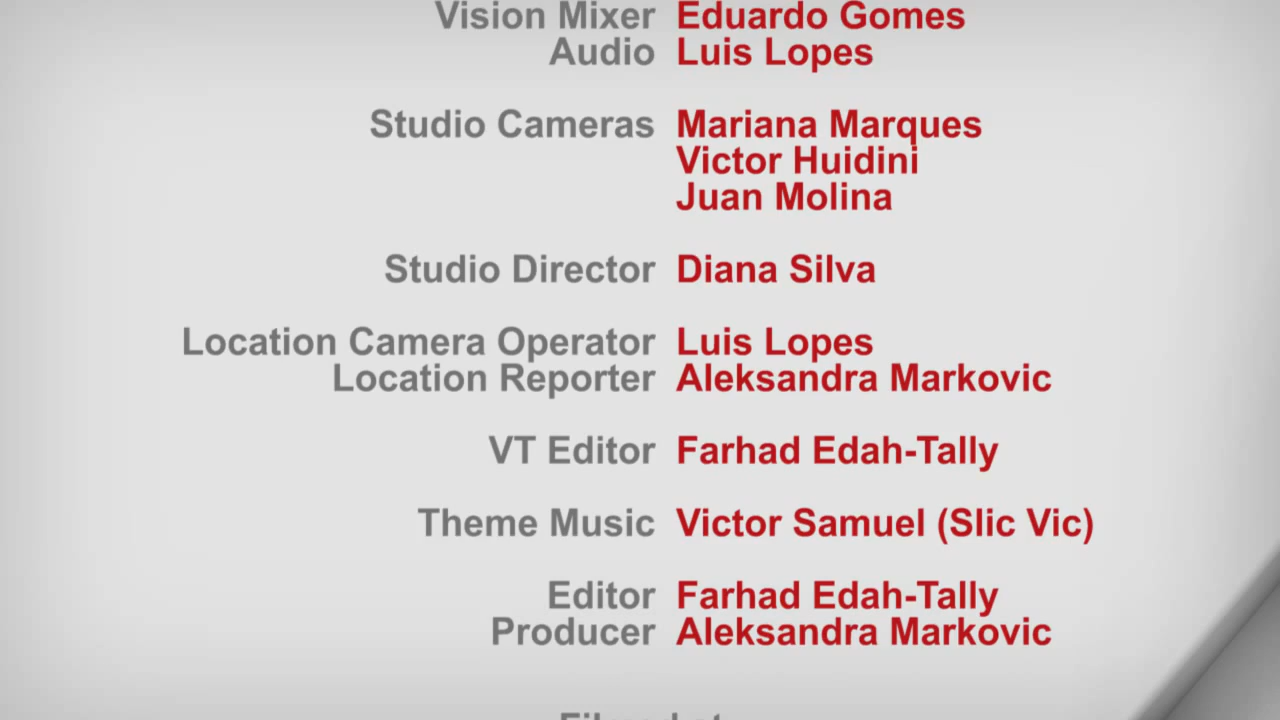 Vision Mixer Eduardo Gomes
Audio Luis Lopes
Studio Cameras Mariana Marques
Victor Huidini
Juan Molina
Studio Director Diana Silva
Location Camera Operator Luis Lopes
Location Reporter Aleksandra Markovic
VT Editor Farhad Edah-Tally
Theme Music Victor Samuel (Slic Vic)
Editor Farhad Edah-Tally
Producer Aleksandra Markovic